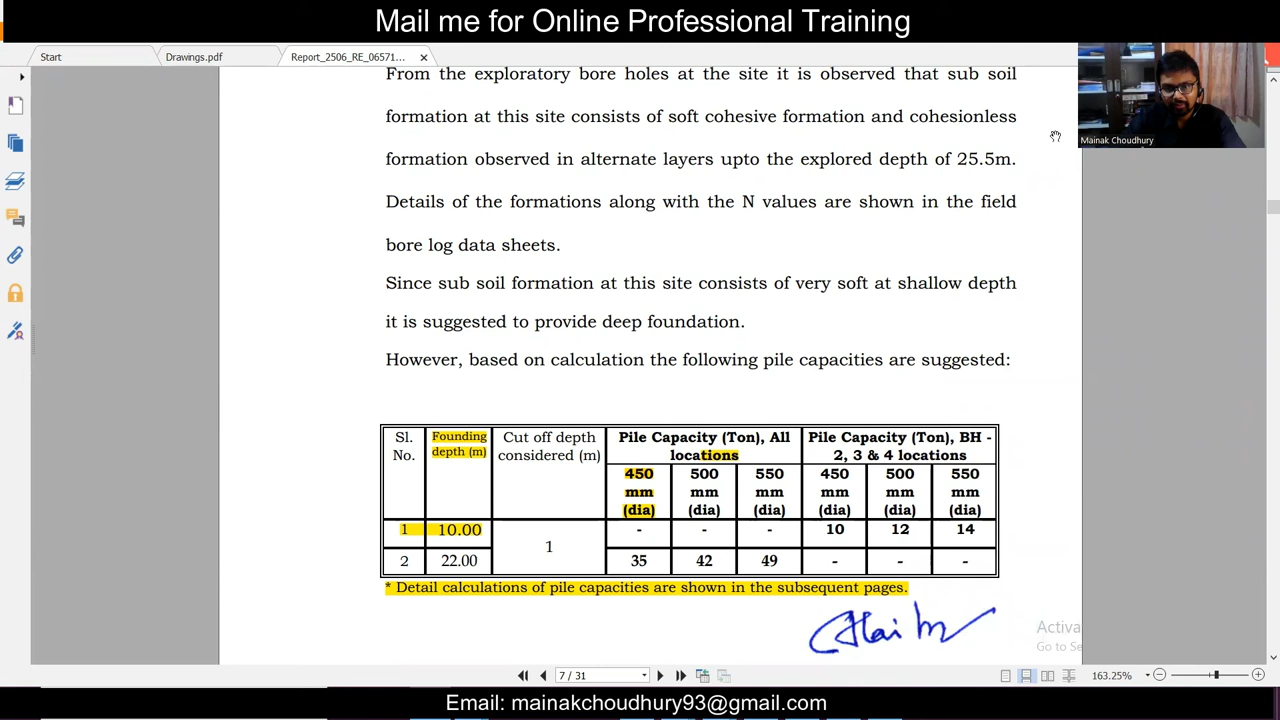 Mail me for Online Professional Training
Start
Drawings.pdf
Report_2506_RE_06571...
From the exploratory bore holes at the site it is observed that sub soil
formation at this site consists of soft cohesive formation and cohesionless
formation observed in alternate layers upto the explored depth of 25.5m.
Details of the formations along with the N values are shown in the field
bore log data sheets.
Since sub soil formation at this site consists of very soft at shallow depth
it is suggested to provide deep foundation.
However, based on calculation the following pile capacities are suggested:
Mainak Choudhury
Sl. No. Founding depth (m) Cut off depth considered (m) Pile Capacity (Ton), All locations Pile Capacity (Ton), BH - 2, 3 & 4 locations
450 mm (dia) 500 mm (dia) 550 mm (dia) 450 mm (dia) 500 mm (dia) 550 mm (dia)
1 10.00 1 - - - 10 12 14
2 22.00 35 42 49 - - -
* Detail calculations of pile capacities are shown in the subsequent pages.
Activa
Go to Se
7 / 31
163.25%
Email: mainakchoudhury93@gmail.com